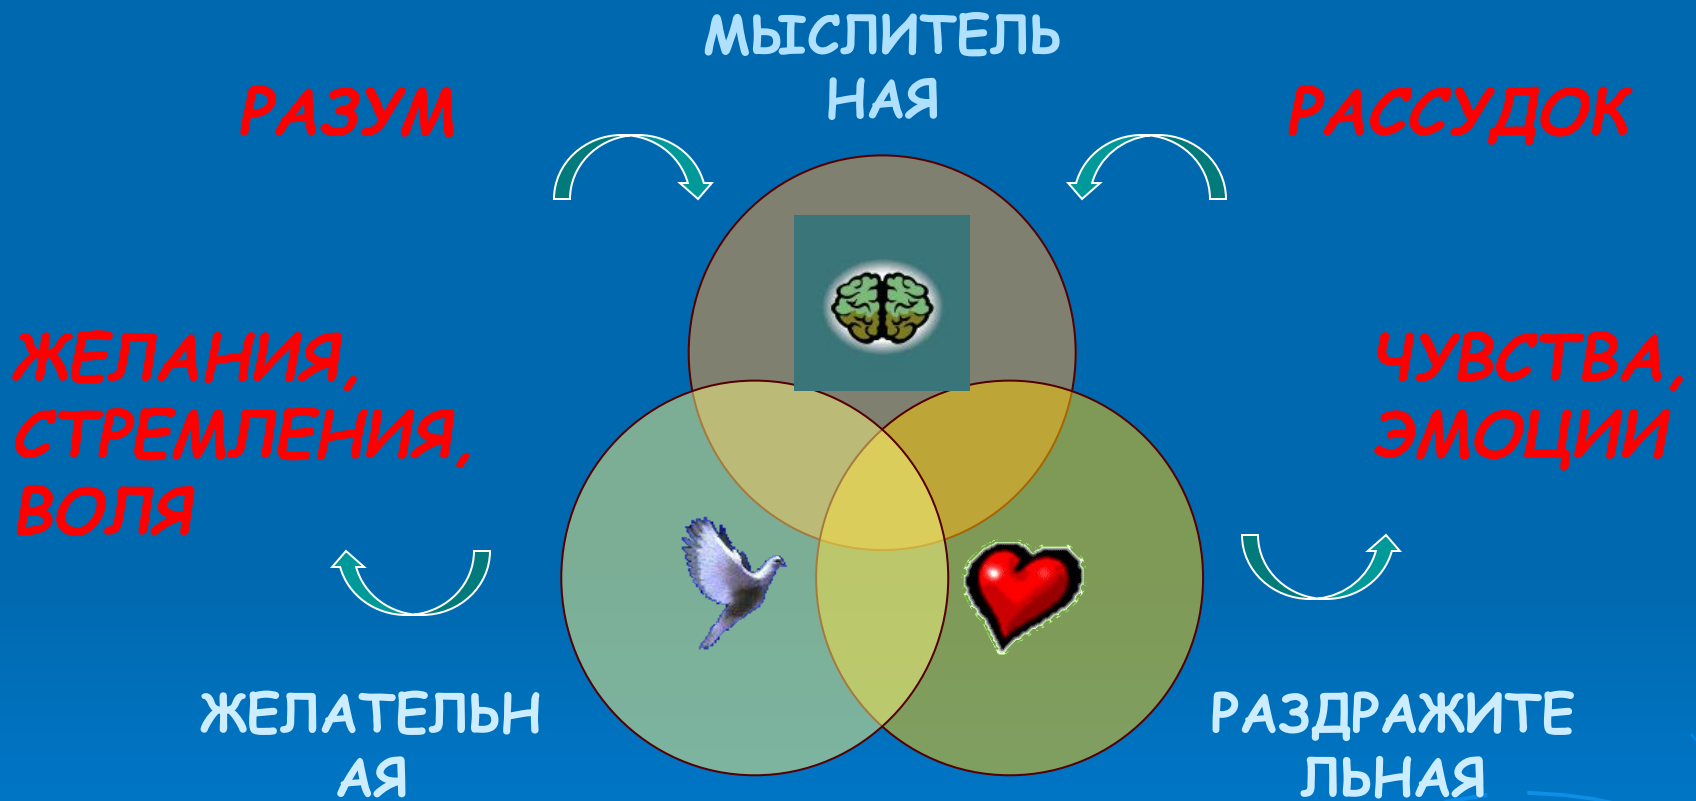 МЫСЛИТЕЛЬ
НАЯ
РАЗУМ
РАССУДОК
ЖЕЛАНИЯ,
СТРЕМЛЕНИЯ,
ВОЛЯ
ЧУВСТВА,
ЭМОЦИИ
ЖЕЛАТЕЛЬН
АЯ
РАЗДРАЖИТЕ
ЛЬНАЯ